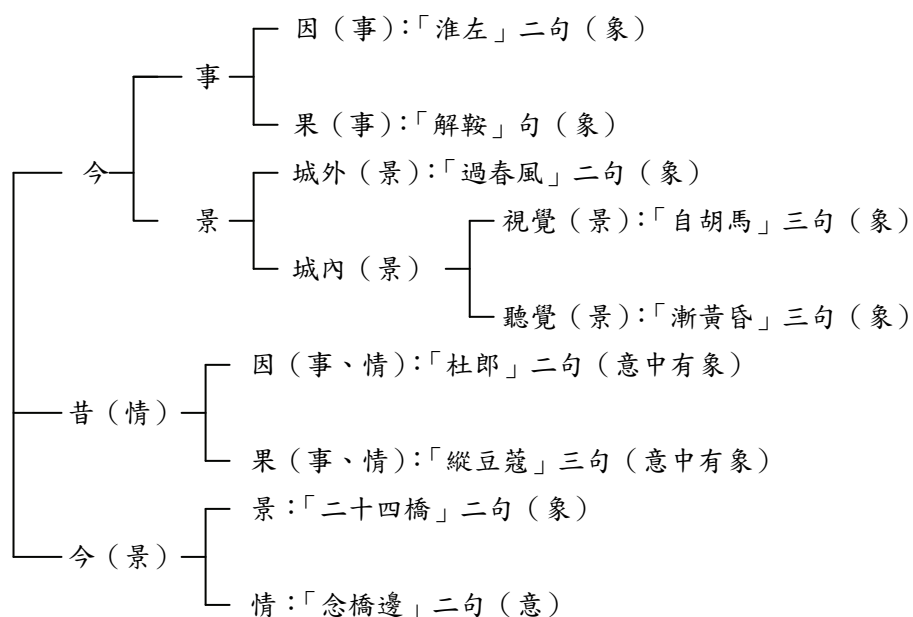 因（事）：「淮左」二句（象）
事
果（事）：「解鞍」句（象）
今
城外（景）：「過春風」二句（象）
景
視覺（景）：「自胡馬」三句（象）
城內（景）
聽覺（景）：「漸黃昏」三句（象）
因（事、情）：「杜郎」二句（意中有象）
昔（情）
果（事、情）：「縱豆蔻」三句（意中有象）
景：「二十四橋」二句（象）
今（景）
情：「念橋邊」二句（意）